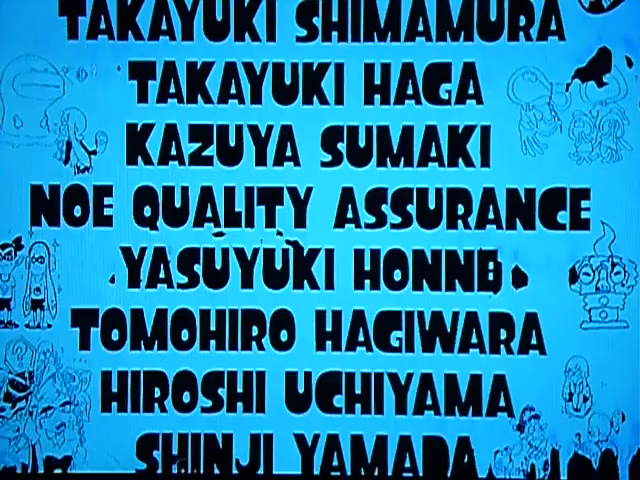 TAKAYUKI SHIMAMURA
TAKAYUKI HAGA
KAZUYA SUMAKI
NOE QUALITY ASSURANCE
YASUYUKI HONNE
TOMOHIRO HAGIWARA
HIROSHI UCHIYAMA
SHINJI YAMADA